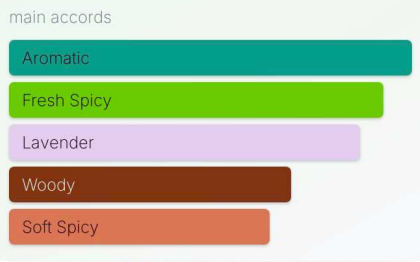 main accords
Aromatic
Fresh Spicy
Lavender
Woody
Soft Spicy